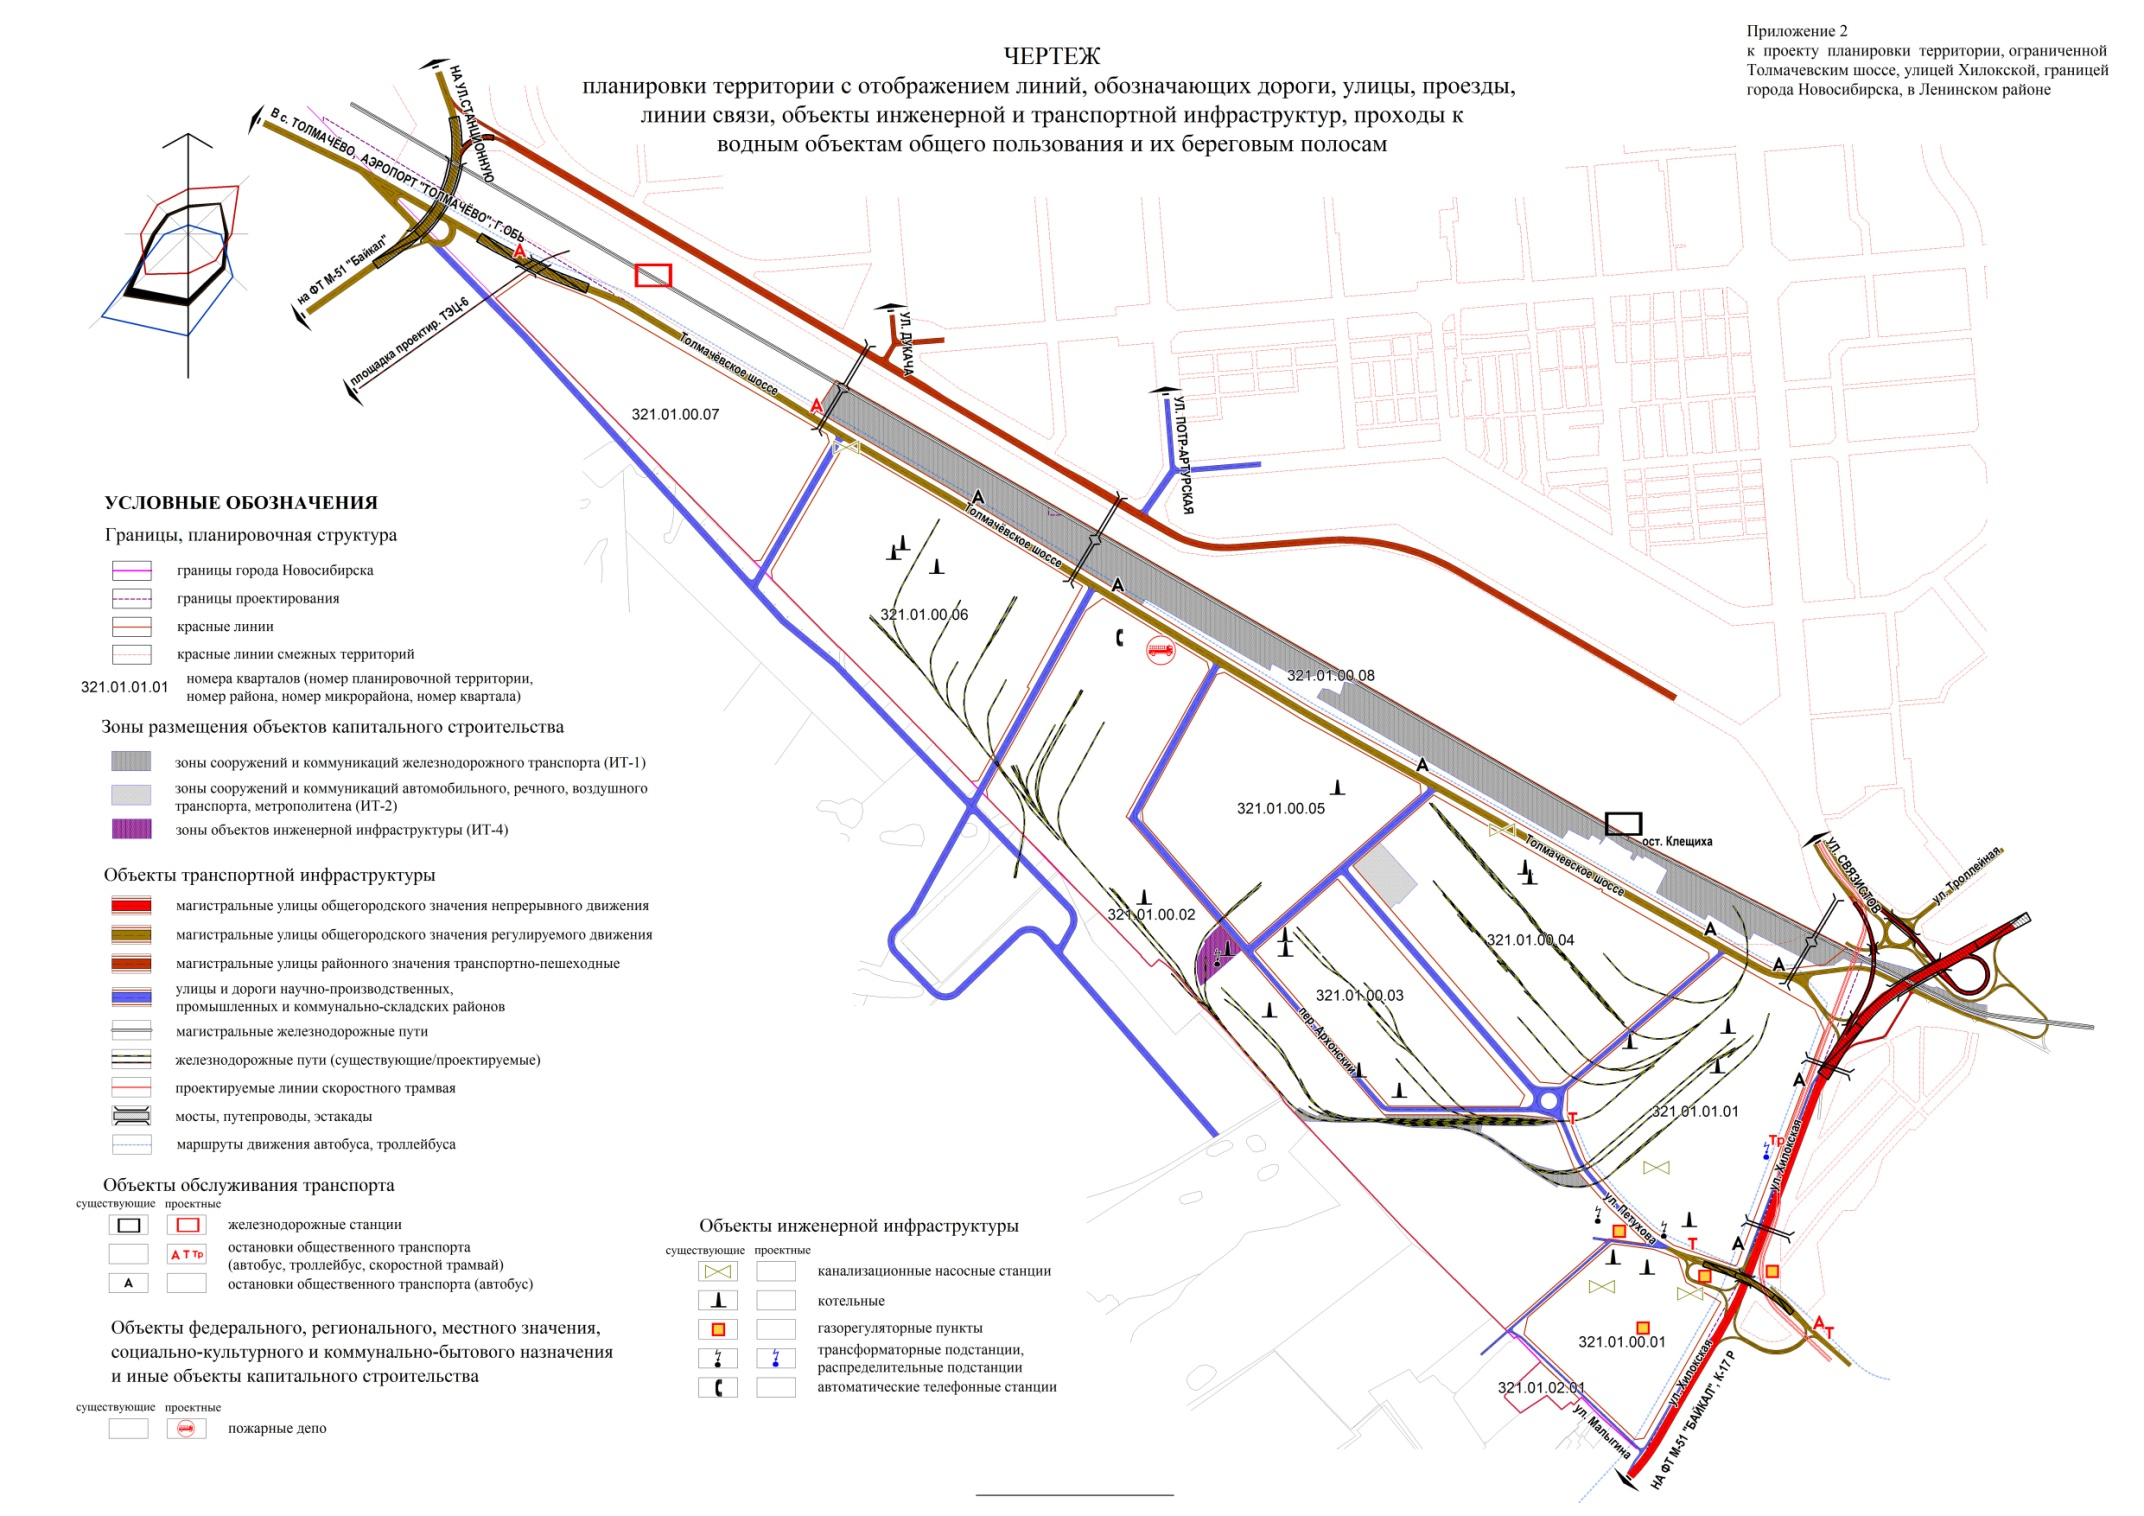 Приложение 2
к проекту планировки территории, ограниченной
Толмачевским шоссе, улицей Хилокской, границей
города Новосибирска, в Ленинском районе
ЧЕРТЕЖ
планировки территории с отображением линий, обозначающих дороги, улицы, проезды,
линии связи, объекты инженерной и транспортной инфраструктур, проходы к
водным объектам общего пользования и их береговым полосам
НА УЛ.СТАНЦИОННУЮ
В с. ТОЛМАЧЁВО, АЭРОПОРТ "ТОЛМАЧЁВО", Г.ОБЬ
на ФТ М-51 "Байкал"
площадка проектир. ТЭЦ-6
А
Толмачёвское шоссе
УЛ. ДУКАЧА
УЛ. ПОТР-АРТУРСКАЯ
321.01.00.07
А
А
Толмачёвское шоссе
А
321.01.00.06
321.01.00.08
А
321.01.00.05
ост. Клещиха
Толмачевское шоссе
УЛ. СВЯЗИСТОВ
ул. Троллейная
321.01.00.02
321.01.00.04
А
А
321.01.00.03
пер. Архонский
А
321.01.01.01
Т
Тр
ул. Хилокская
ул. Петухова
Т
А
А
Т
321.01.00.01
321.01.02.01
ул. Хилокская
ул. Малыгина
НА ФТ М-51 "БАЙКАЛ", К-17 Р
УСЛОВНЫЕ ОБОЗНАЧЕНИЯ
Границы, планировочная структура
границы города Новосибирска
границы проектирования
красные линии
красные линии смежных территорий
321.01.01.01
номера кварталов (номер планировочной территории,
номер района, номер микрорайона, номер квартала)
Зоны размещения объектов капитального строительства
зоны сооружений и коммуникаций железнодорожного транспорта (ИТ-1)
зоны сооружений и коммуникаций автомобильного, речного, воздушного
транспорта, метрополитена (ИТ-2)
зоны объектов инженерной инфраструктуры (ИТ-4)
Объекты транспортной инфраструктуры
магистральные улицы общегородского значения непрерывного движения
магистральные улицы общегородского значения регулируемого движения
магистральные улицы районного значения транспортно-пешеходные
улицы и дороги научно-производственных,
промышленных и коммунально-складских районов
магистральные железнодорожные пути
железнодорожные пути (существующие/проектируемые)
проектируемые линии скоростного трамвая
мосты, путепроводы, эстакады
маршруты движения автобуса, троллейбуса
Объекты обслуживания транспорта
существующие проектные
железнодорожные станции
А Т Тр
остановки общественного транспорта
(автобус, троллейбус, скоростной трамвай)
А
остановки общественного транспорта (автобус)
Объекты федерального, регионального, местного значения,
социально-культурного и коммунально-бытового назначения
и иные объекты капитального строительства
существующие проектные
пожарные депо
Объекты инженерной инфраструктуры
существующие проектные
канализационные насосные станции
котельные
газорегуляторные пункты
трансформаторные подстанции,
распределительные подстанции
автоматические телефонные станции